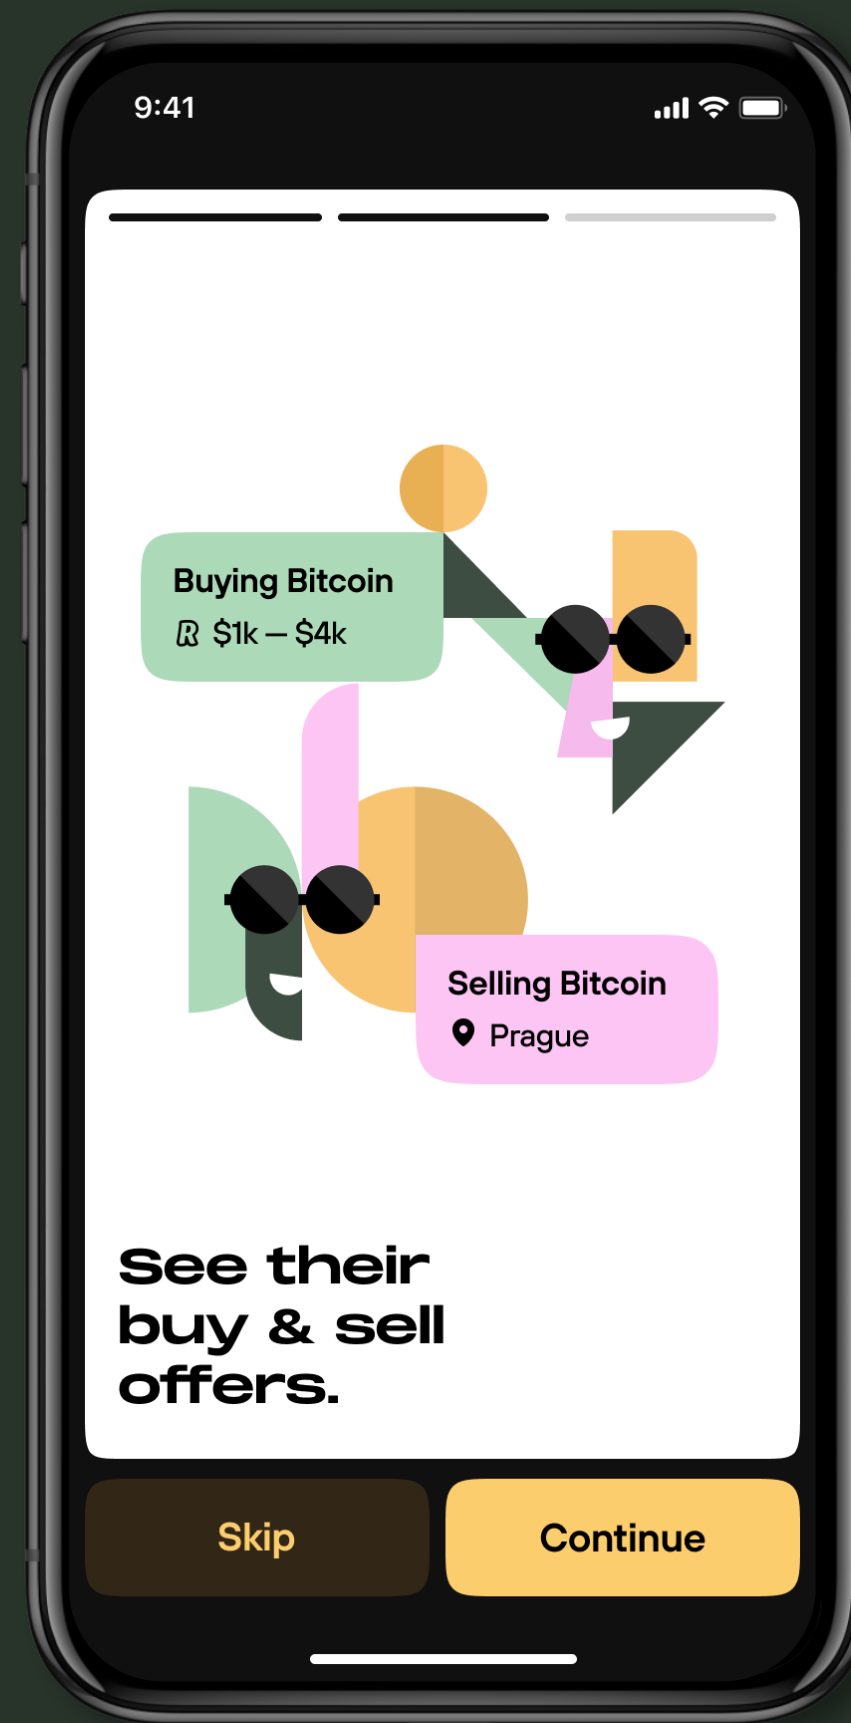 9:41
Buying Bitcoin
R $1k — $4k
Selling Bitcoin
Prague
See their
buy & sell
offers.
Skip
Continue